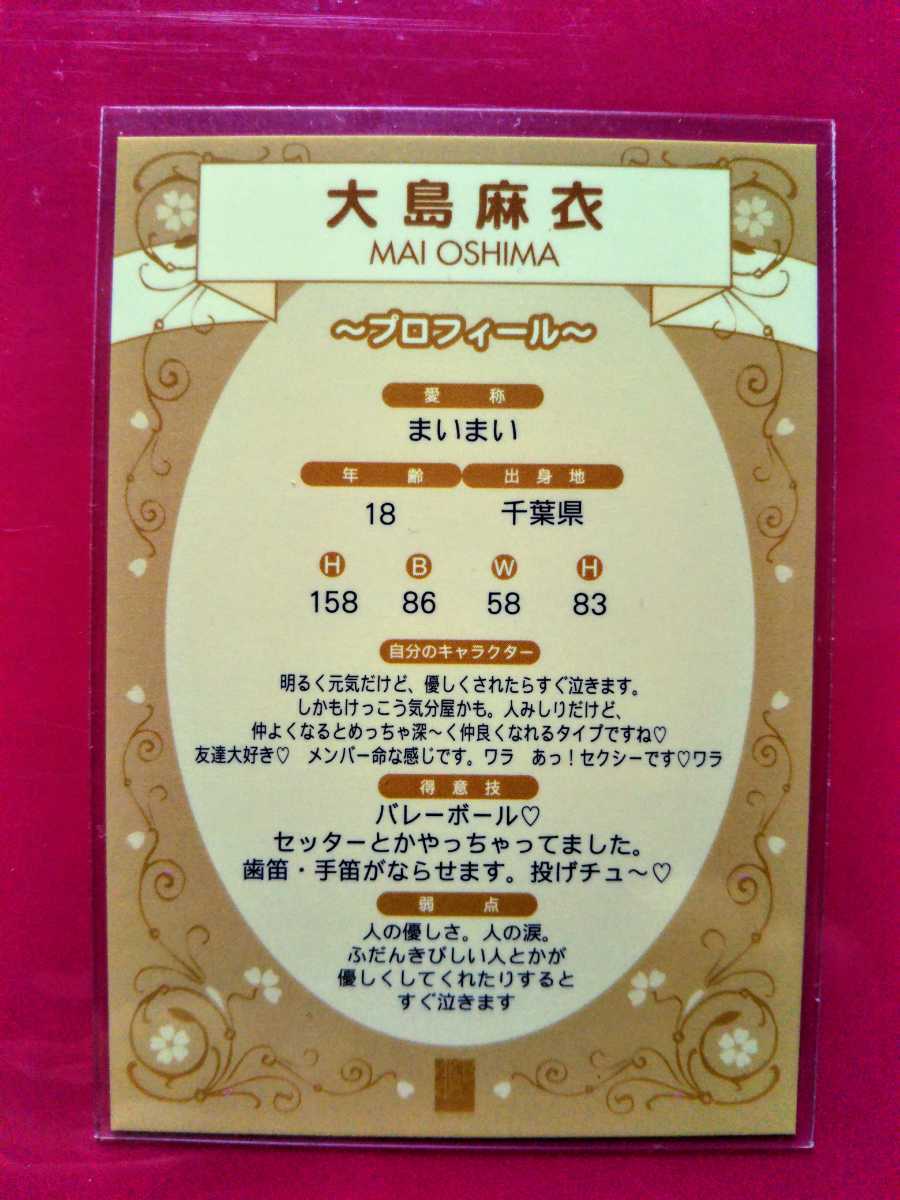 大島麻衣
MAI OSHIMA
～プロフィール～
愛称
まいまい
年齢 出身地
18 千葉県
H B W H
158 86 58 83
自分のキャラクター
明るく元気だけど、優しくされたらすぐ泣きます。
しかもけっこう気分屋かも。人みしりだけど、
仲よくなるとめっちゃ深～く仲良くなれるタイプですね♡
友達大好き♡ メンバー命な感じです。ワラ あっ！セクシーです♡ワラ
得意技
バレーボール♡
セッターとかやっちゃってました。
歯笛・手笛がならせます。投げチュ～♡
弱点
人の優しさ。人の涙。
ふだんきびしい人とかが
優しくしてくれたりすると
すぐ泣きます